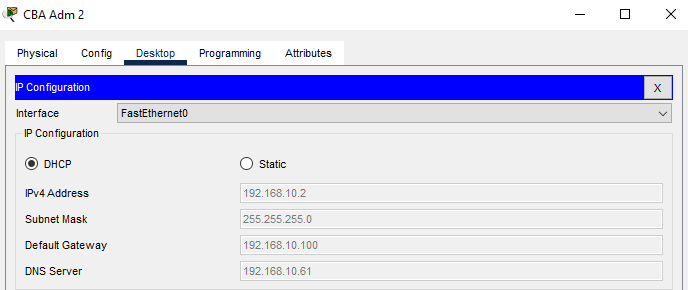 CBA Adm 2
Physical Config Desktop Programming Attributes
IP Configuration X
Interface FastEthernet0
IP Configuration
DHCP Static
IPv4 Address 192.168.10.2
Subnet Mask 255.255.255.0
Default Gateway 192.168.10.100
DNS Server 192.168.10.61